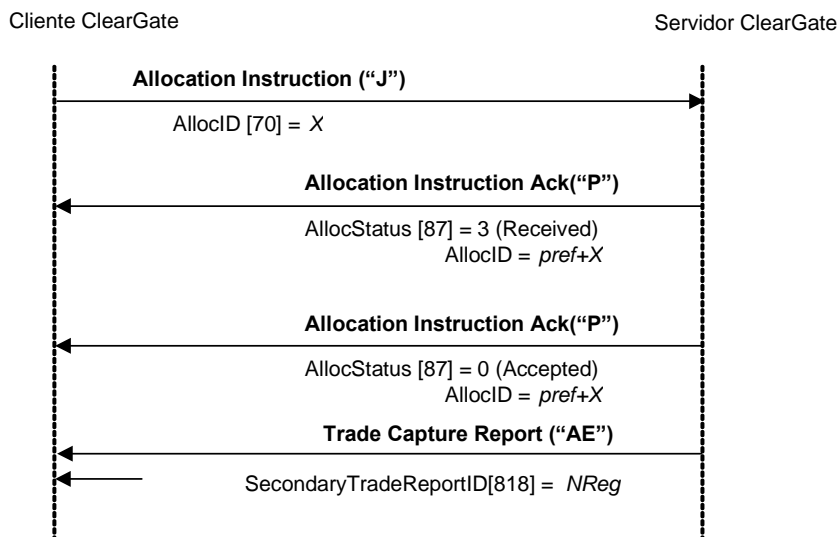 Cliente ClearGate
Servidor ClearGate
Allocation Instruction (“J”)
AllocID [70] = X
Allocation Instruction Ack(“P”)
AllocStatus [87] = 3 (Received)
AllocID = pref+X
Allocation Instruction Ack(“P”)
AllocStatus [87] = 0 (Accepted)
AllocID = pref+X
Trade Capture Report (“AE”)
SecondaryTradeReportID[818] = NReg